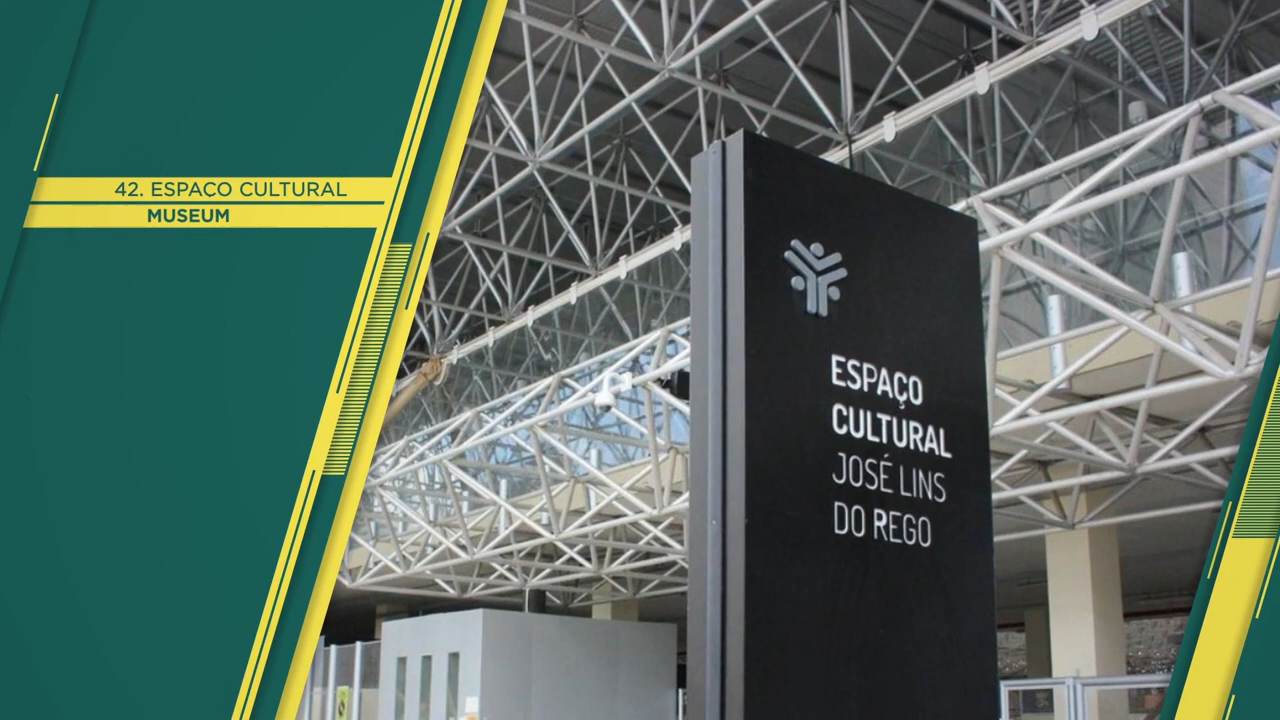 42. ESPACO CULTURAL
MUSEUM
ESPAÇO
CULTURAL
JOSÉ LINS
DO REGO